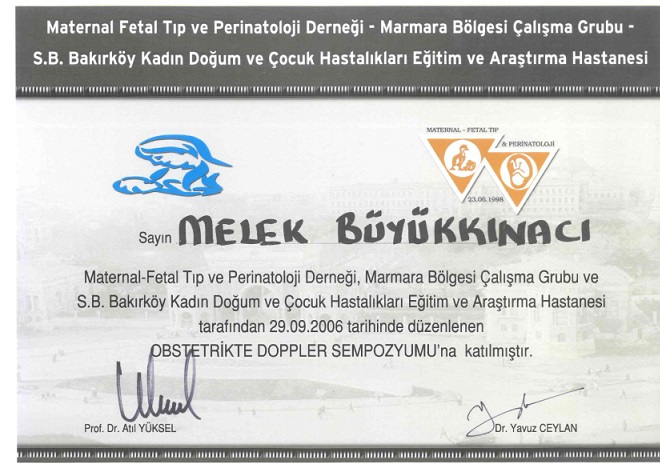 Maternal Fetal Tıp ve Perinatoloji Derneği - Marmara Bölgesi Çalışma Grubu -
S.B. Bakırköy Kadın Doğum ve Çocuk Hastalıkları Eğitim ve Araştırma Hastanesi
MATERNAL - FETAL TIP
& PERİNATOLOJİ
23.06.1998
Sayın MELEK BÜYÜKKINACI
Maternal-Fetal Tıp ve Perinatoloji Derneği, Marmara Bölgesi Çalışma Grubu ve
S.B. Bakırköy Kadın Doğum ve Çocuk Hastalıkları Eğitim ve Araştırma Hastanesi
tarafından 29.09.2006 tarihinde düzenlenen
OBSTETRİKTE DOPPLER SEMPOZYUMU'na katılmıştır.
Prof. Dr. Atıl YÜKSEL
Dr. Yavuz CEYLAN